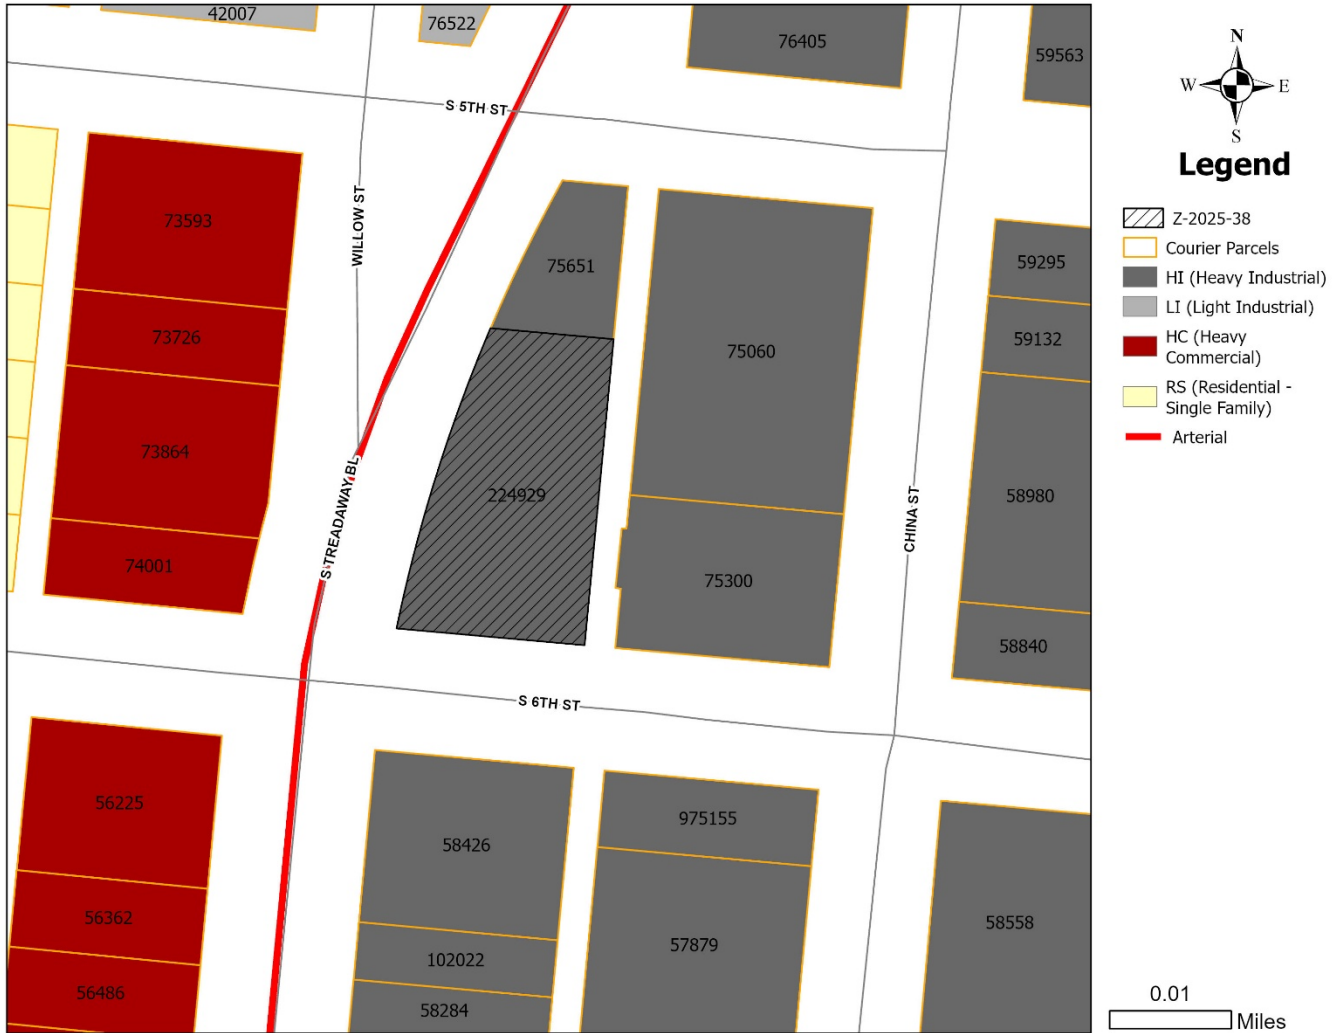 42007
76522
76405
59563
S 5TH ST
N
W
E
S
Legend
Z-2025-38
Courier Parcels
HI (Heavy Industrial)
LI (Light Industrial)
HC (Heavy
Commercial)
RS (Residential -
Single Family)
Arterial
73593
WILLOW ST
75651
59295
73726
75060
59132
73864
224929
58980
S TREADAWAY BL
CHINA ST
74001
75300
58840
S 6TH ST
56225
58426
975155
56362
57879
58558
102022
56486
58284
0.01
Miles